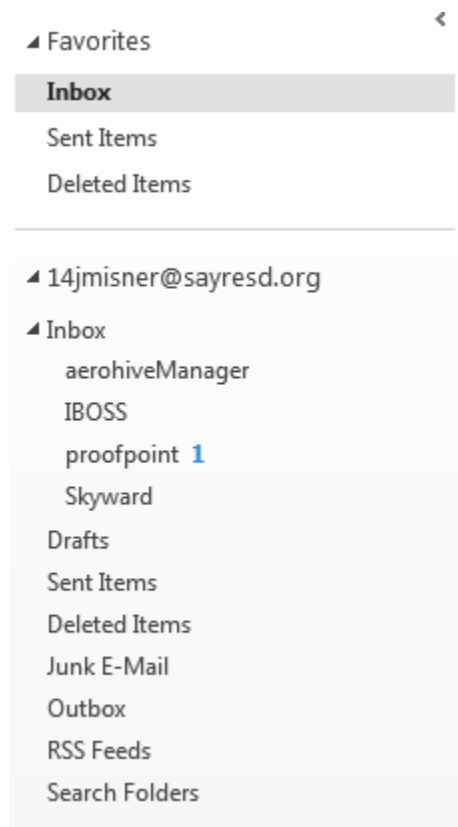 Favorites
Inbox
Sent Items
Deleted Items
14jmisner@sayresd.org
Inbox
aerohiveManager
IBOSS
proofpoint 1
Skyward
Drafts
Sent Items
Deleted Items
Junk E-Mail
Outbox
RSS Feeds
Search Folders